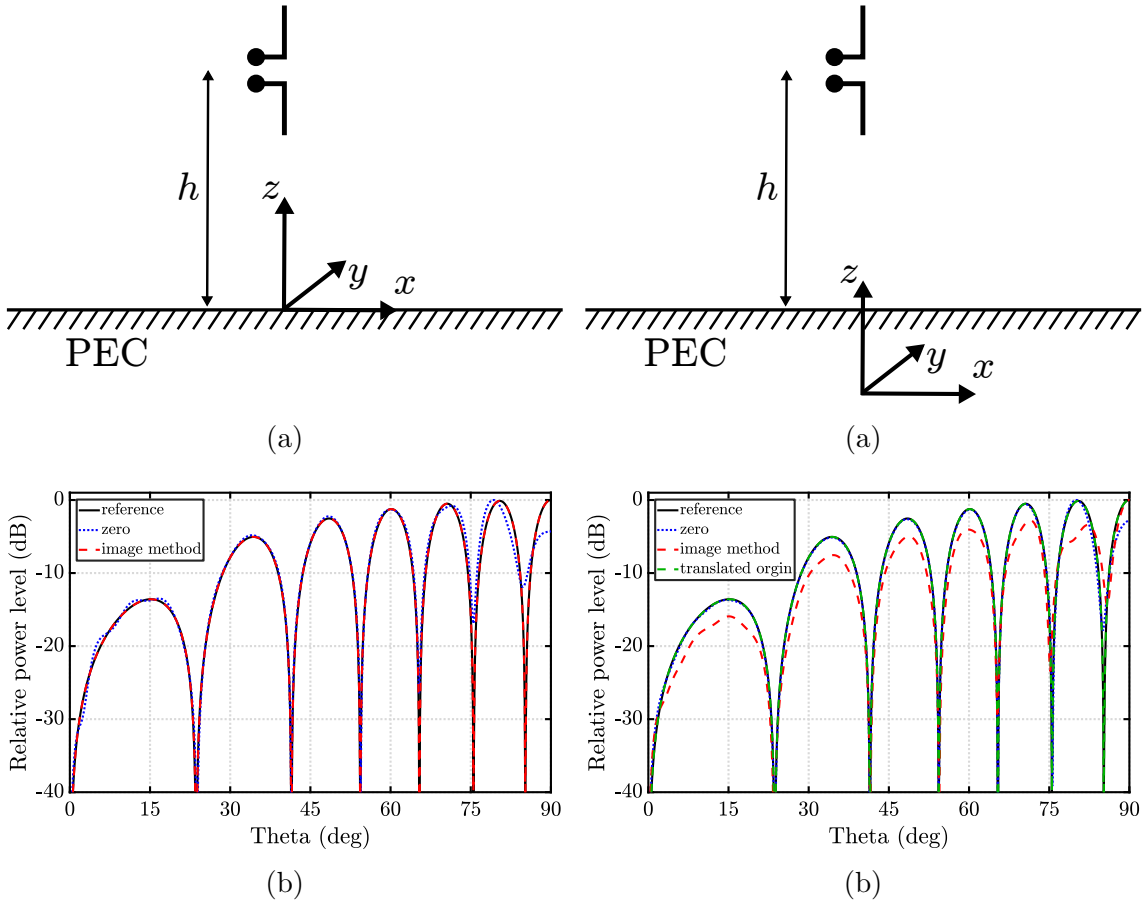 h
z
y
x
PEC
(a)
h
z
y
x
PEC
(a)
Relative power level (dB)
0
-10
-20
-30
-40
reference
zero
image method
0 15 30 45 60 75 90
Theta (deg)
(b)
Relative power level (dB)
0
-10
-20
-30
-40
reference
zero
image method
translated orgin
0 15 30 45 60 75 90
Theta (deg)
(b)